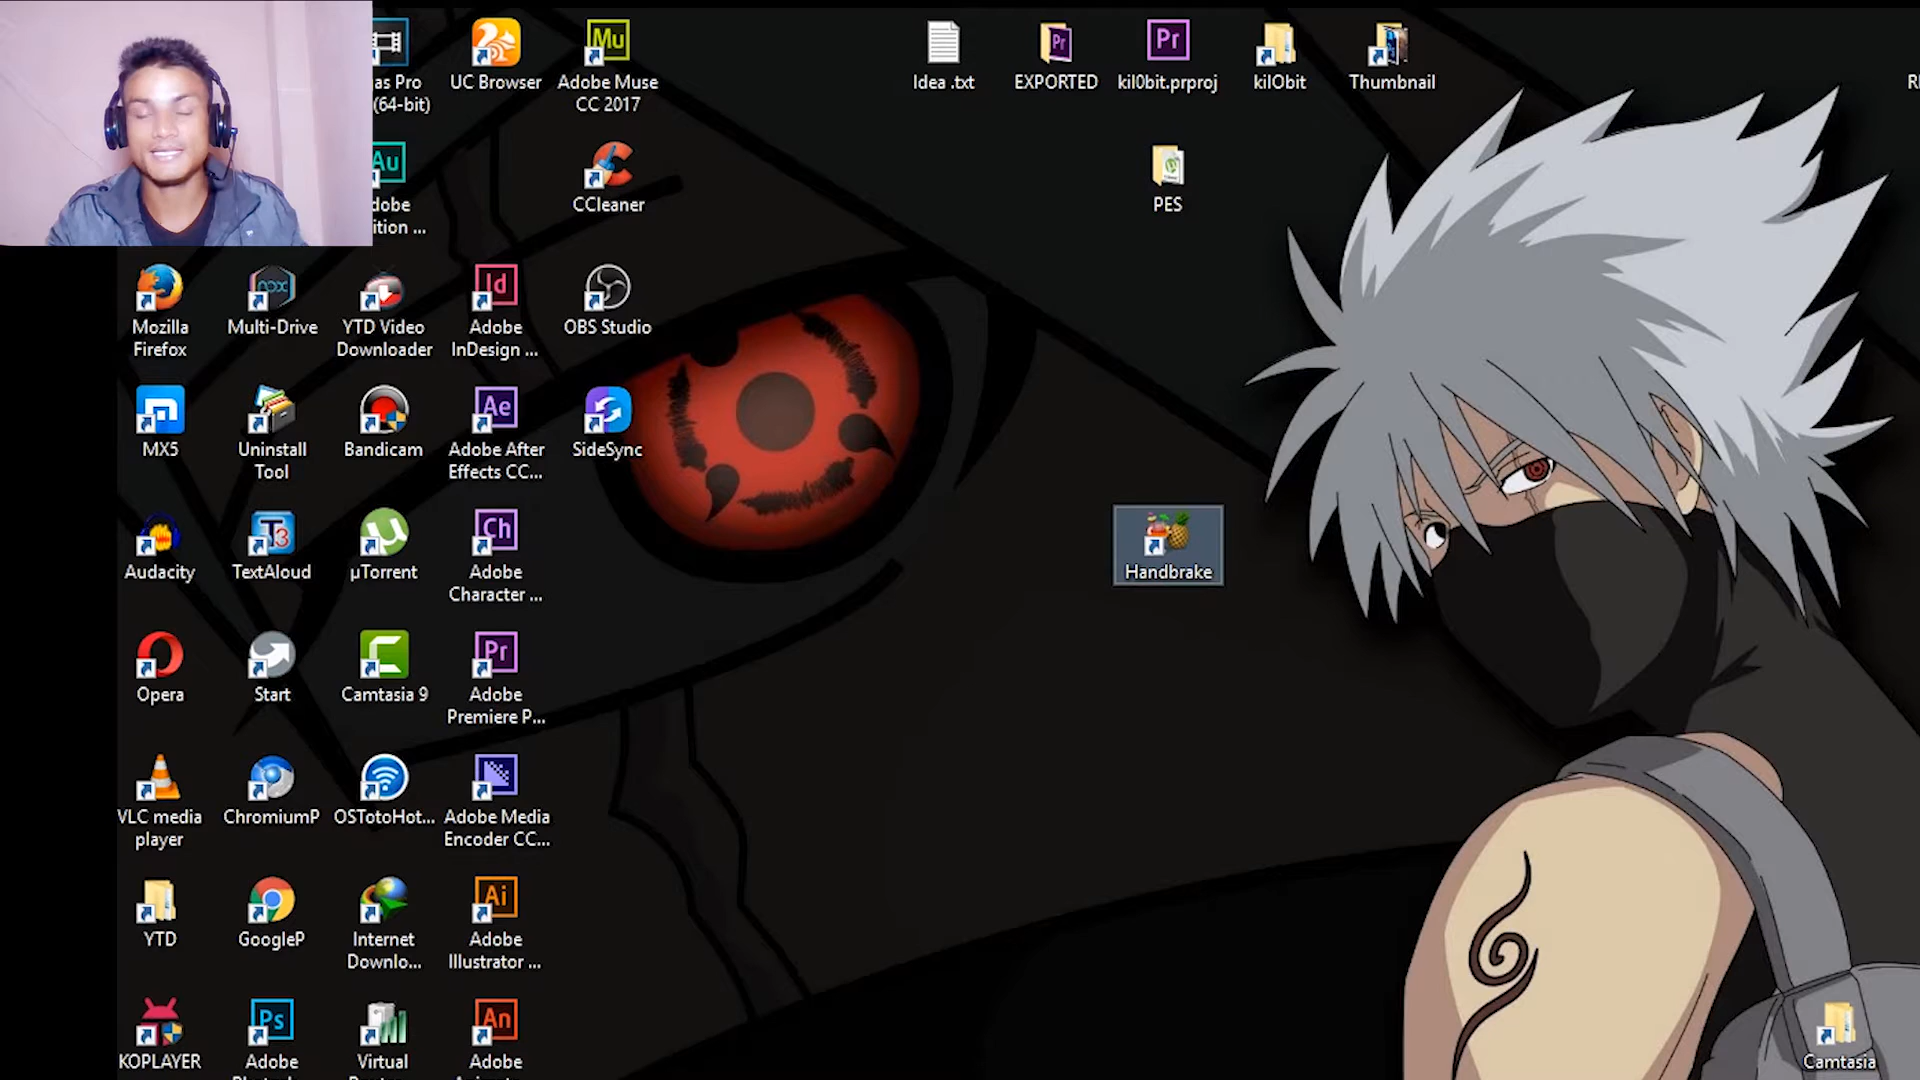 as Pro
(64-bit)
UC Browser
Adobe Muse
CC 2017
Idea .txt
EXPORTED
kil0bit.prproj
kilObit
Thumbnail
dobe
ition ...
CCleaner
PES
Mozilla
Firefox
Multi-Drive
YTD Video
Downloader
Adobe
InDesign ...
OBS Studio
MX5
Uninstall
Tool
Bandicam
Adobe After
Effects CC...
SideSync
Audacity
TextAloud
µTorrent
Adobe
Character ...
Handbrake
Opera
Start
Camtasia 9
Adobe
Premiere P...
VLC media
player
ChromiumP
OSTotoHot...
Adobe Media
Encoder CC...
YTD
GoogleP
Internet
Downlo...
Adobe
Illustrator ...
KOPLAYER
Adobe
Virtual
Adobe
Camtasia